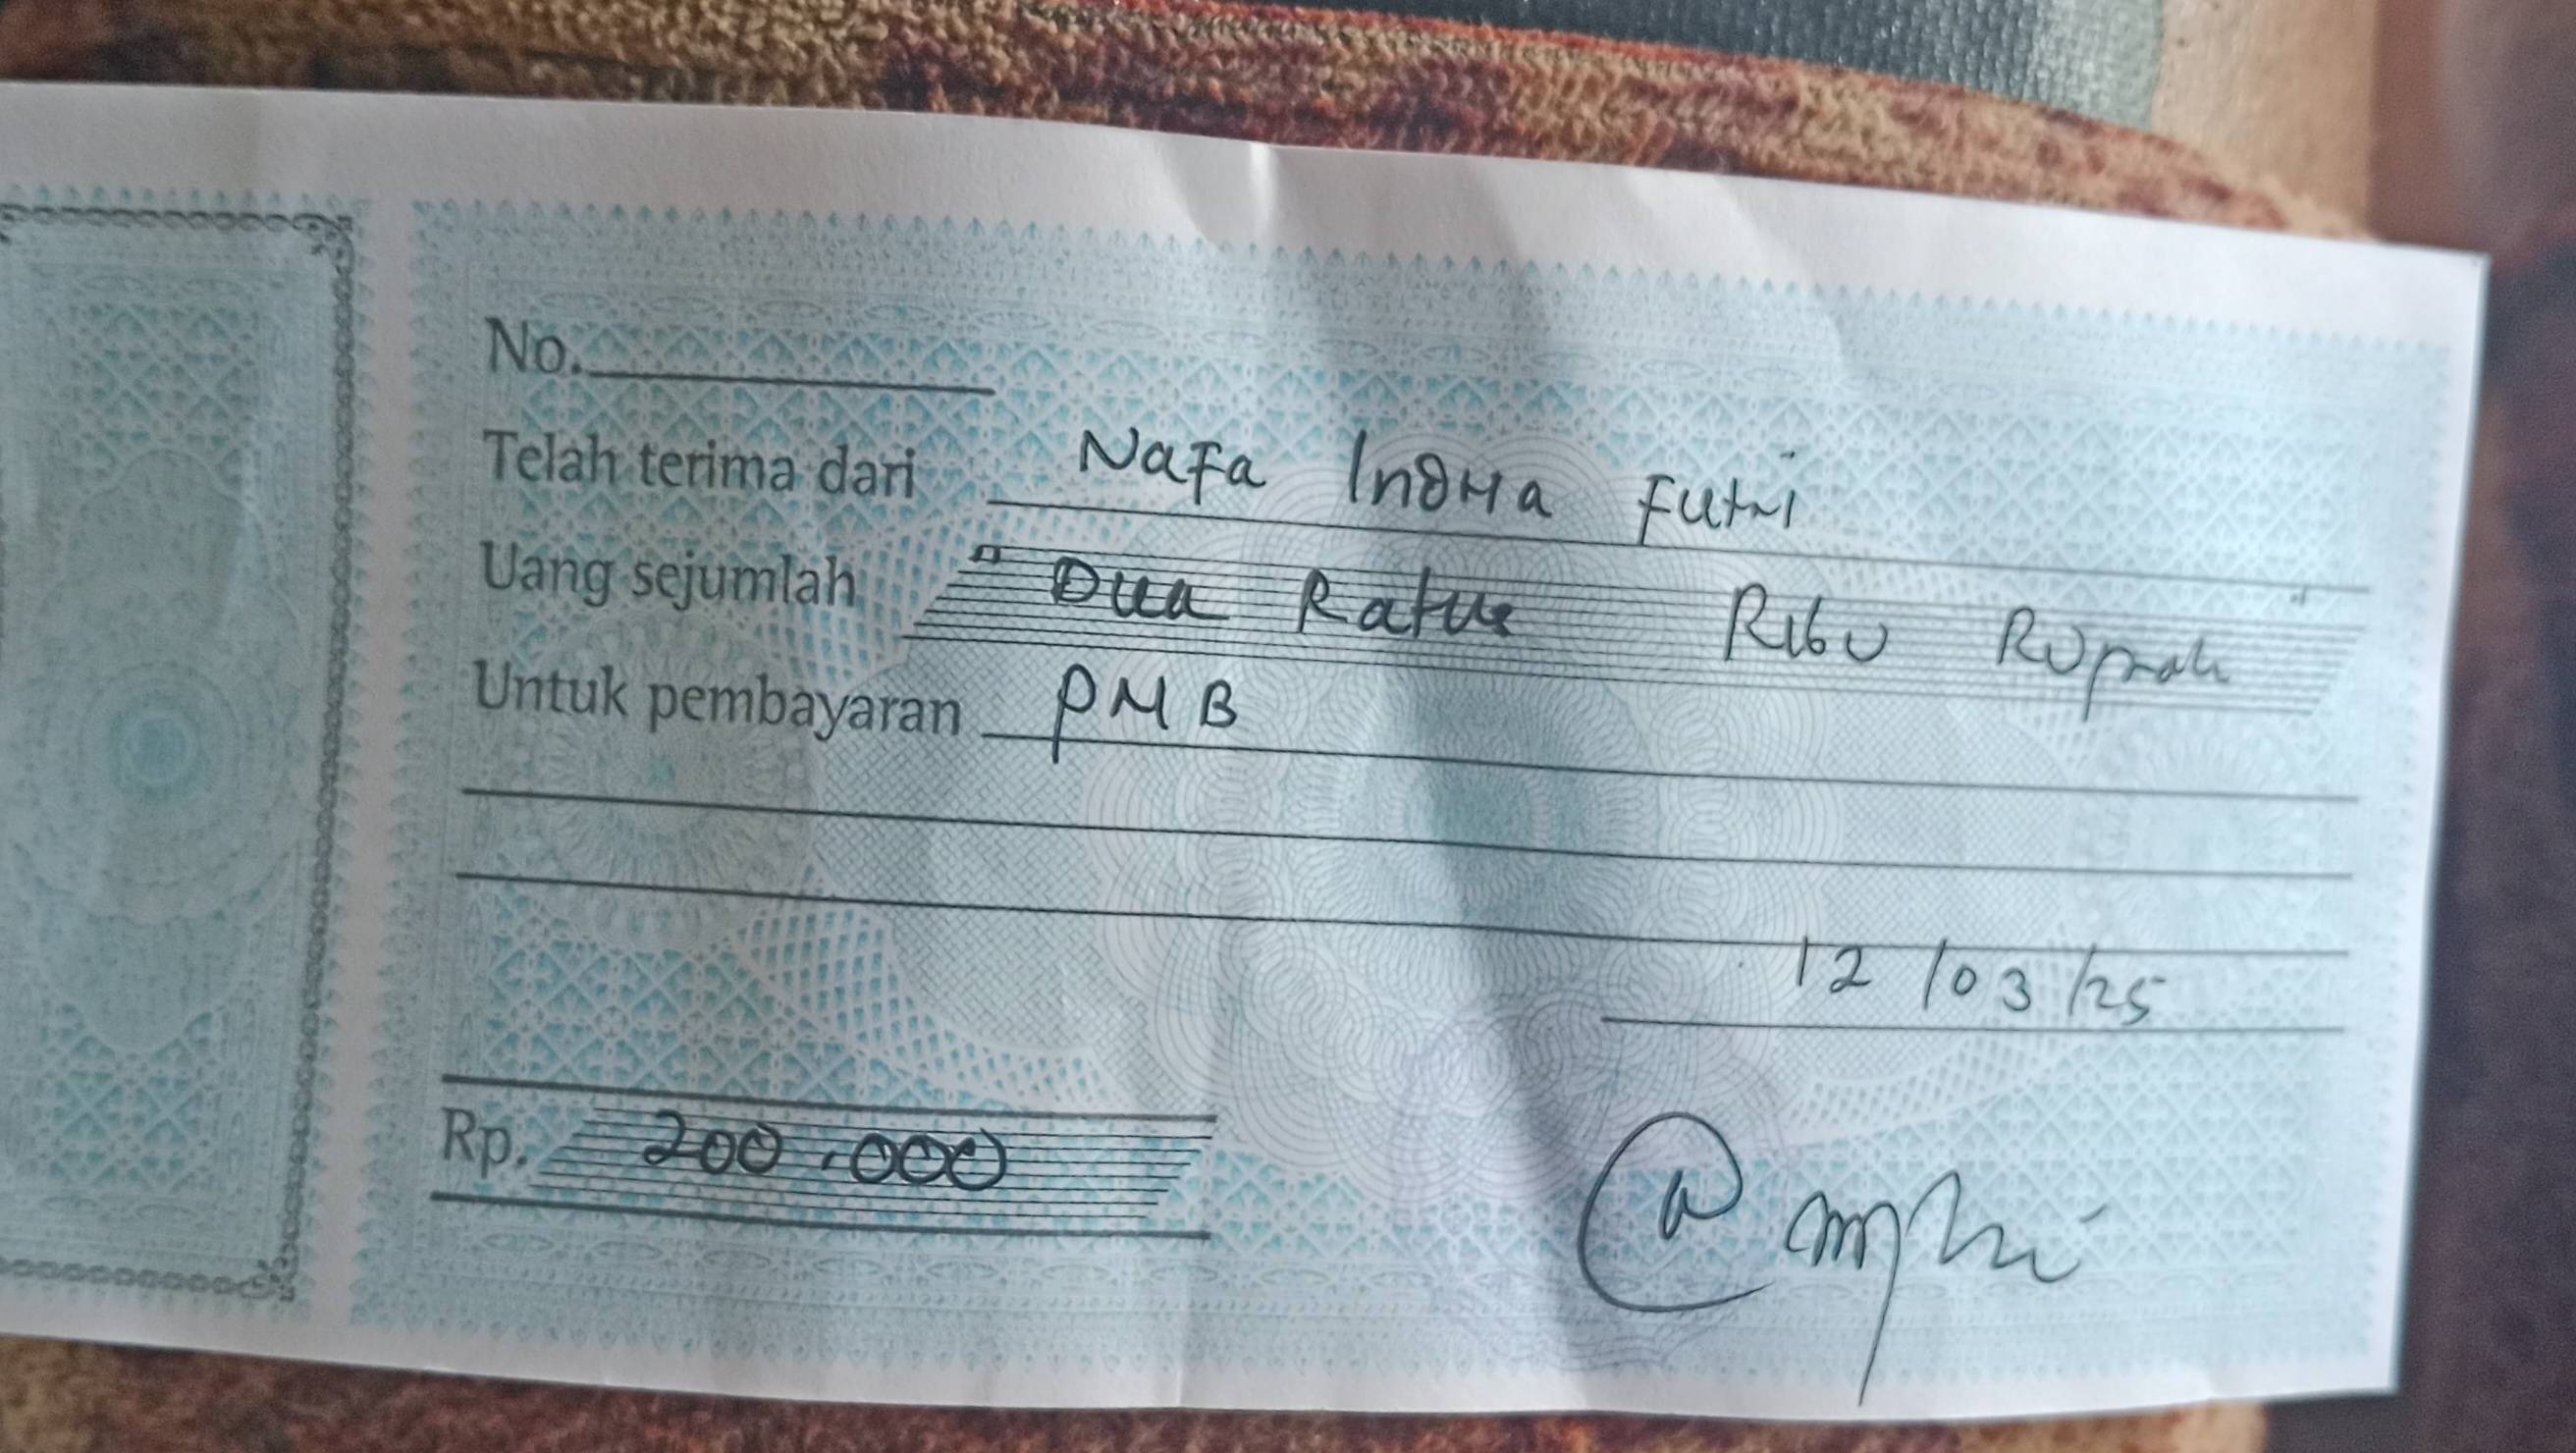 No.
Telah terima dari Nafa Indria Futri
Uang sejumlah " Dua Ratus Ribu Rupiah "
Untuk pembayaran PMB
12/03/25
Rp. 200.000